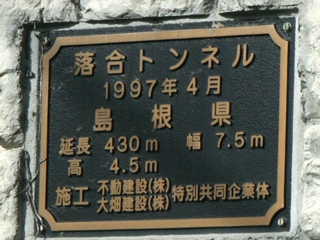 落合トンネル
1997年4月
島根県
延長 430m 幅 7.5m
高 4.5m
施工 不動建設(株) 特別共同企業体
大畑建設(株)